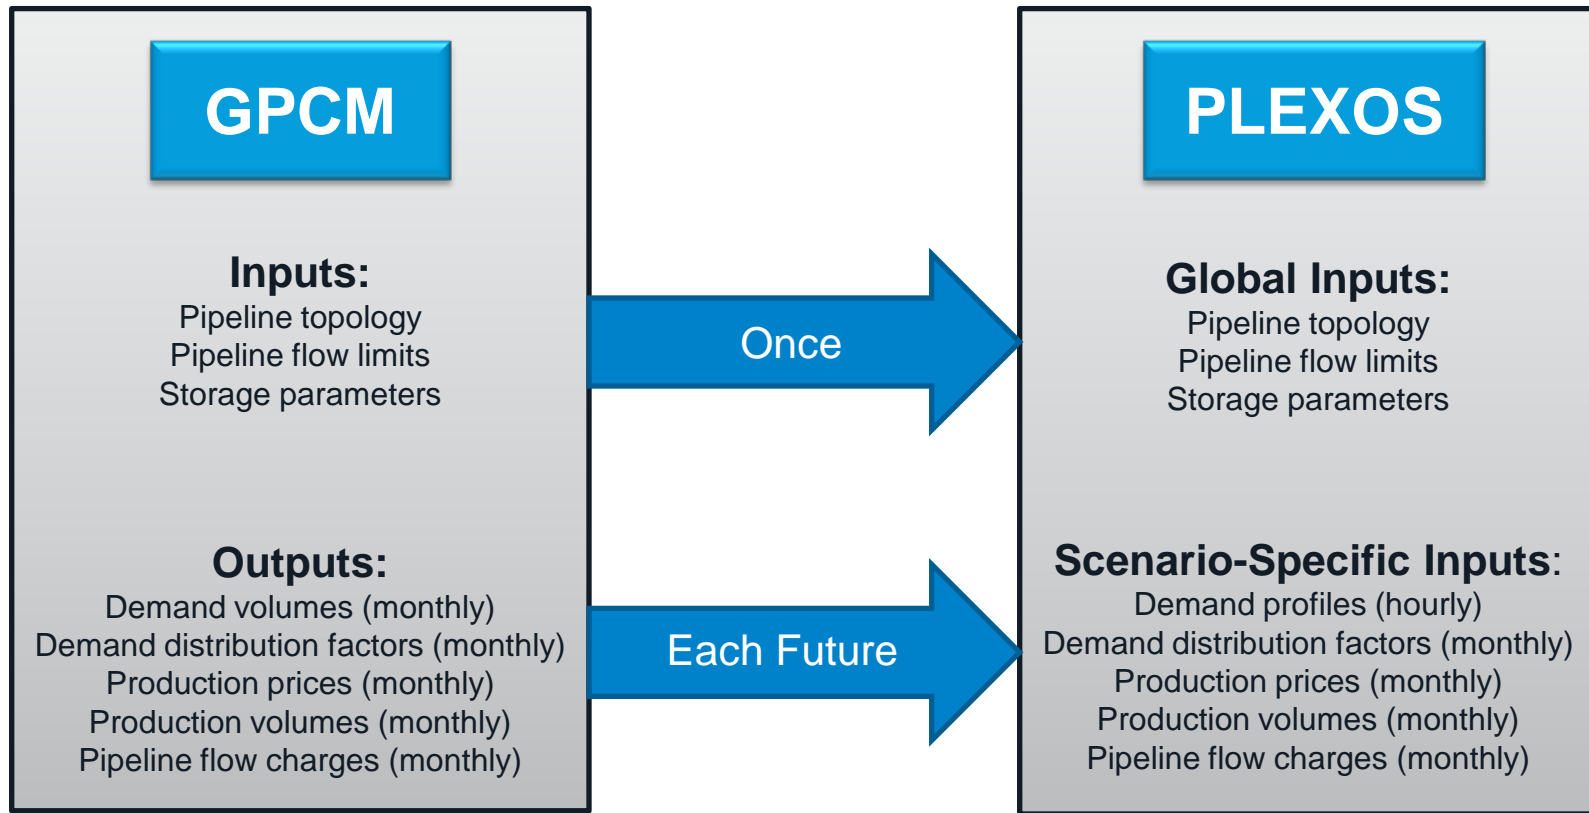 GPCM
Inputs:
Pipeline topology
Pipeline flow limits
Storage parameters
Outputs:
Demand volumes (monthly)
Demand distribution factors (monthly)
Production prices (monthly)
Production volumes (monthly)
Pipeline flow charges (monthly)
Once
Each Future
PLEXOS
Global Inputs:
Pipeline topology
Pipeline flow limits
Storage parameters
Scenario-Specific Inputs:
Demand profiles (hourly)
Demand distribution factors (monthly)
Production prices (monthly)
Production volumes (monthly)
Pipeline flow charges (monthly)